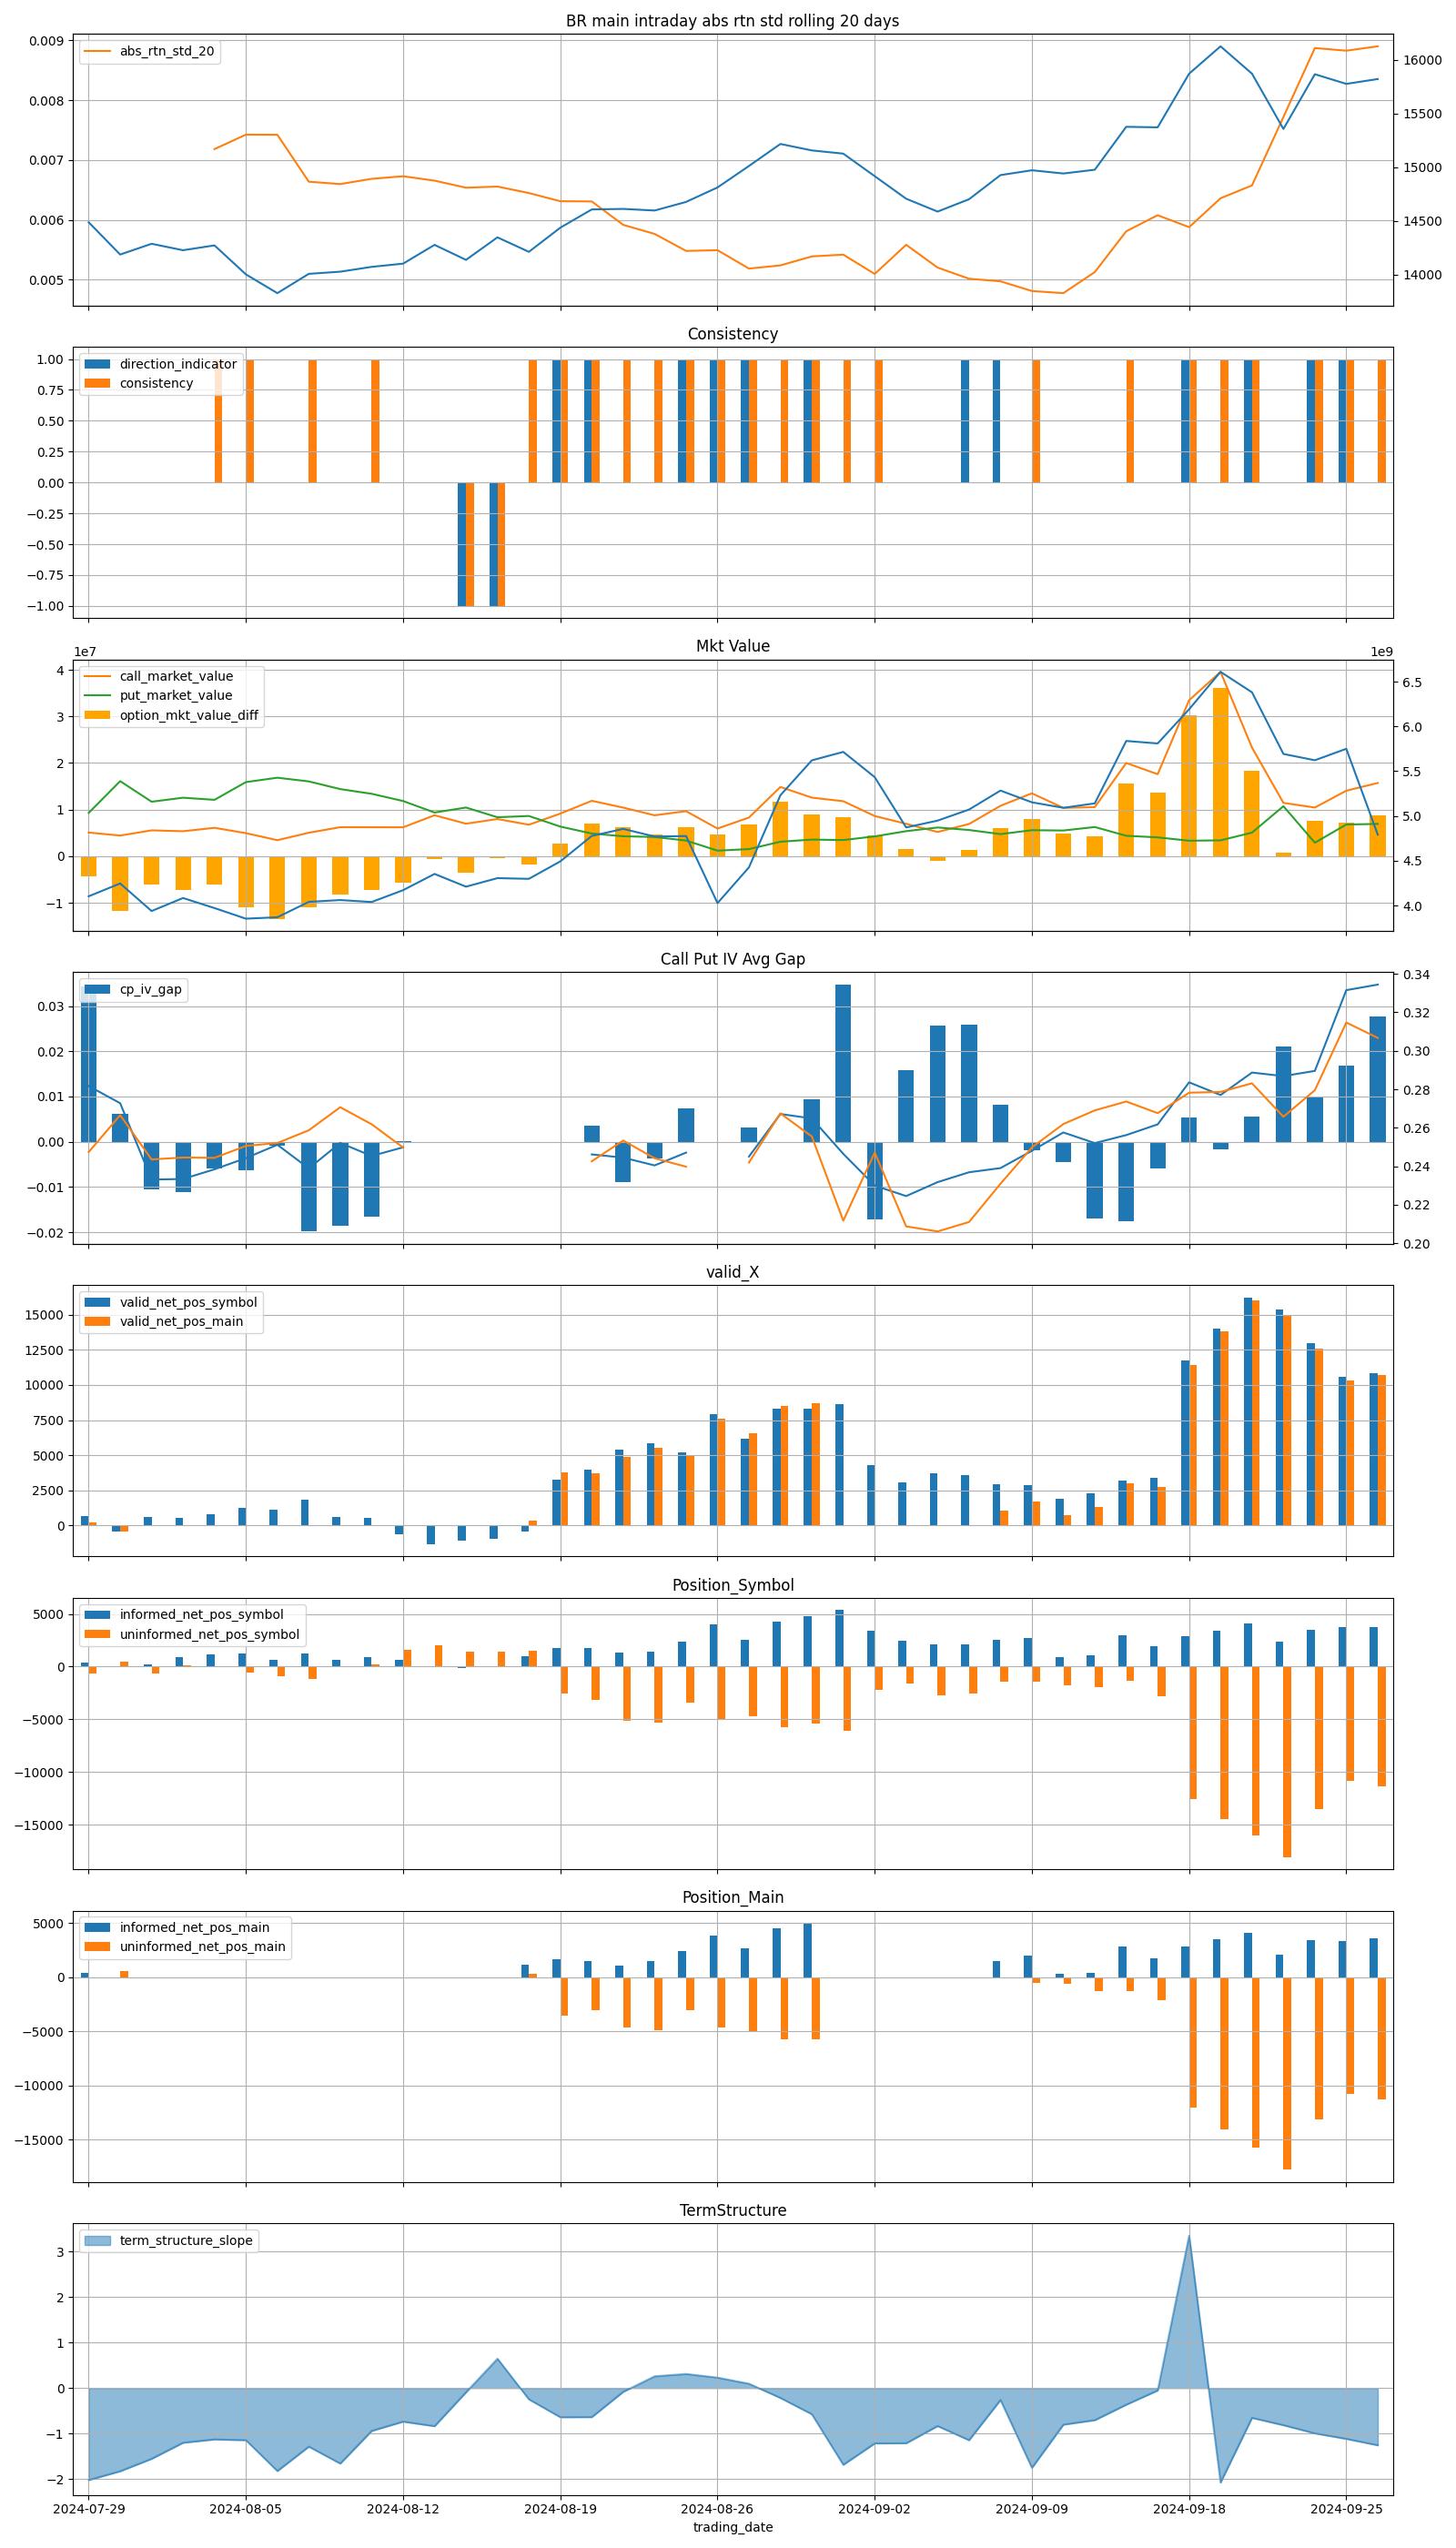 BR main intraday abs rtn std rolling 20 days
abs_rtn_std_20
0.009
0.008
0.007
0.006
0.005
16000
15500
15000
14500
14000
Consistency
direction_indicator
consistency
1.00
0.75
0.50
0.25
0.00
−0.25
−0.50
−0.75
−1.00
Mkt Value
1e7
1e9
call_market_value
put_market_value
option_mkt_value_diff
4
3
2
1
0
−1
6.5
6.0
5.5
5.0
4.5
4.0
Call Put IV Avg Gap
cp_iv_gap
0.03
0.02
0.01
0.00
−0.01
−0.02
0.34
0.32
0.30
0.28
0.26
0.24
0.22
0.20
valid_X
valid_net_pos_symbol
valid_net_pos_main
15000
12500
10000
7500
5000
2500
0
Position_Symbol
informed_net_pos_symbol
uninformed_net_pos_symbol
5000
0
−5000
−10000
−15000
Position_Main
informed_net_pos_main
uninformed_net_pos_main
5000
0
−5000
−10000
−15000
TermStructure
term_structure_slope
3
2
1
0
−1
−2
2024-07-29 2024-08-05 2024-08-12 2024-08-19 2024-08-26 2024-09-02 2024-09-09 2024-09-18 2024-09-25
trading_date